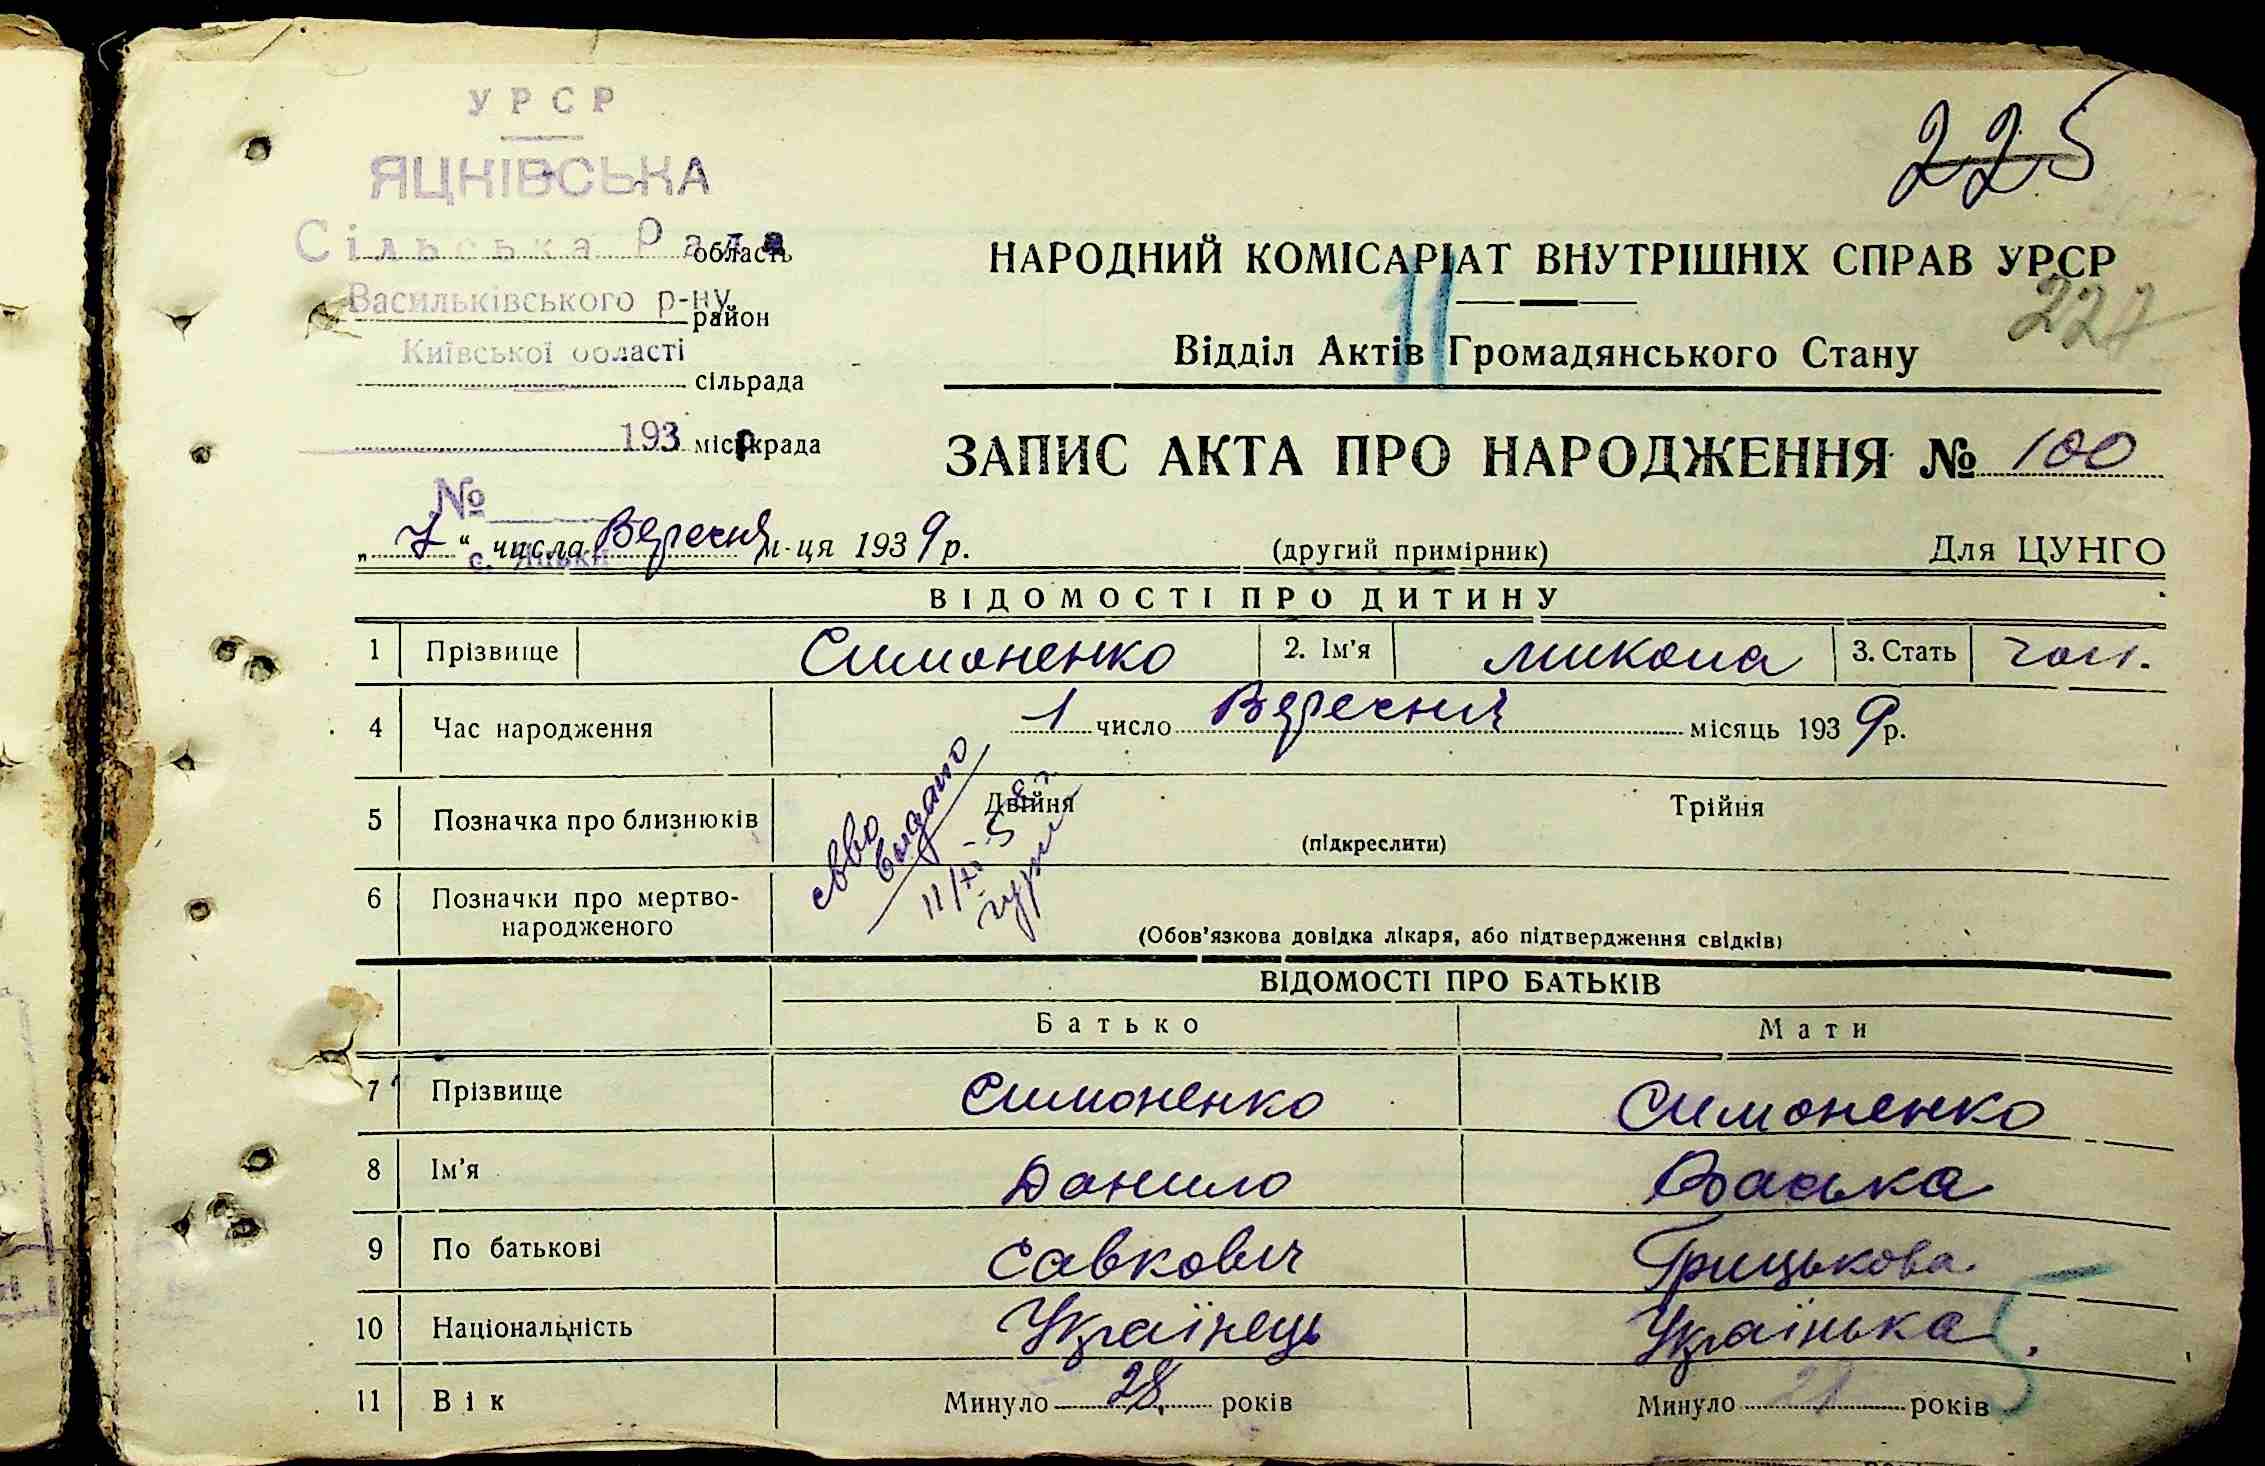 УРСР
ЯЦКІВСЬКА
Сільська Рада
Васильківського р-ну
Київської області
193 р
№
область
район
сільрада
міськрада
225
НАРОДНИЙ КОМІСАРІАТ ВНУТРІШНІХ СПРАВ УРСР
227
11
Відділ Актів Громадянського Стану
ЗАПИС АКТА ПРО НАРОДЖЕННЯ № 100
„ 7 “ числа Вересня м-ця 1939 р.
(другий примірник) Для ЦУНГО
ВІДОМОСТІ ПРО ДИТИНУ
1 Прізвище Симоненко 2. Ім’я Микола 3. Стать чол.
4 Час народження 1 число Вересня місяць 1939 р.
5 Позначка про близнюків Двійня Трійня
(підкреслити)
6 Позначки про мертво-
народженого
(Обов’язкова довідка лікаря, або підтвердження свідків)
видано
ВІДОМОСТІ ПРО БАТЬКІВ
Батько Мати
7 Прізвище Симоненко Симоненко
8 Ім’я Данило Васька
9 По батькові Савкович Грицькова
10 Національність Українець Українька
11 Вік Минуло 28 років Минуло років